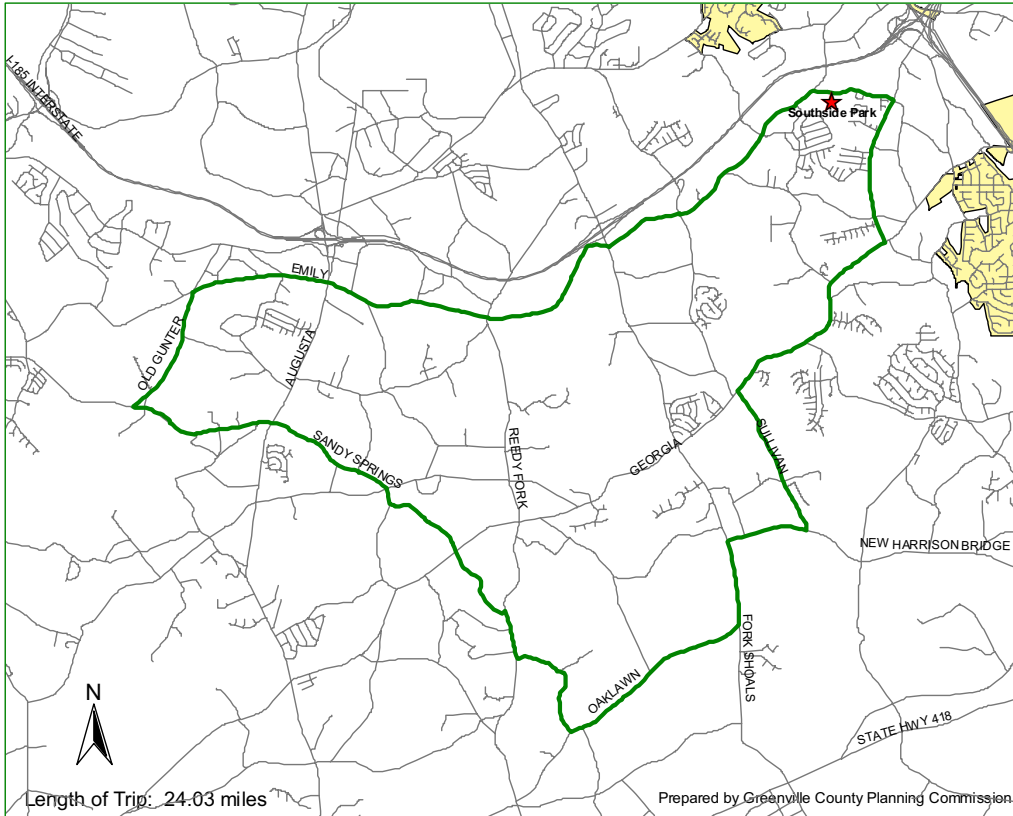 I-185 INTERSTATE
Southside Park
EMILY
OLD GUNTER
AUGUSTA
SANDY SPRINGS
REEDY FORK
GEORGIA
SULLIVAN
NEW HARRISON BRIDGE
FORK SHOALS
OAKLAWN
STATE HWY 418
N
Length of Trip: 24.03 miles
Prepared by Greenville County Planning Commission